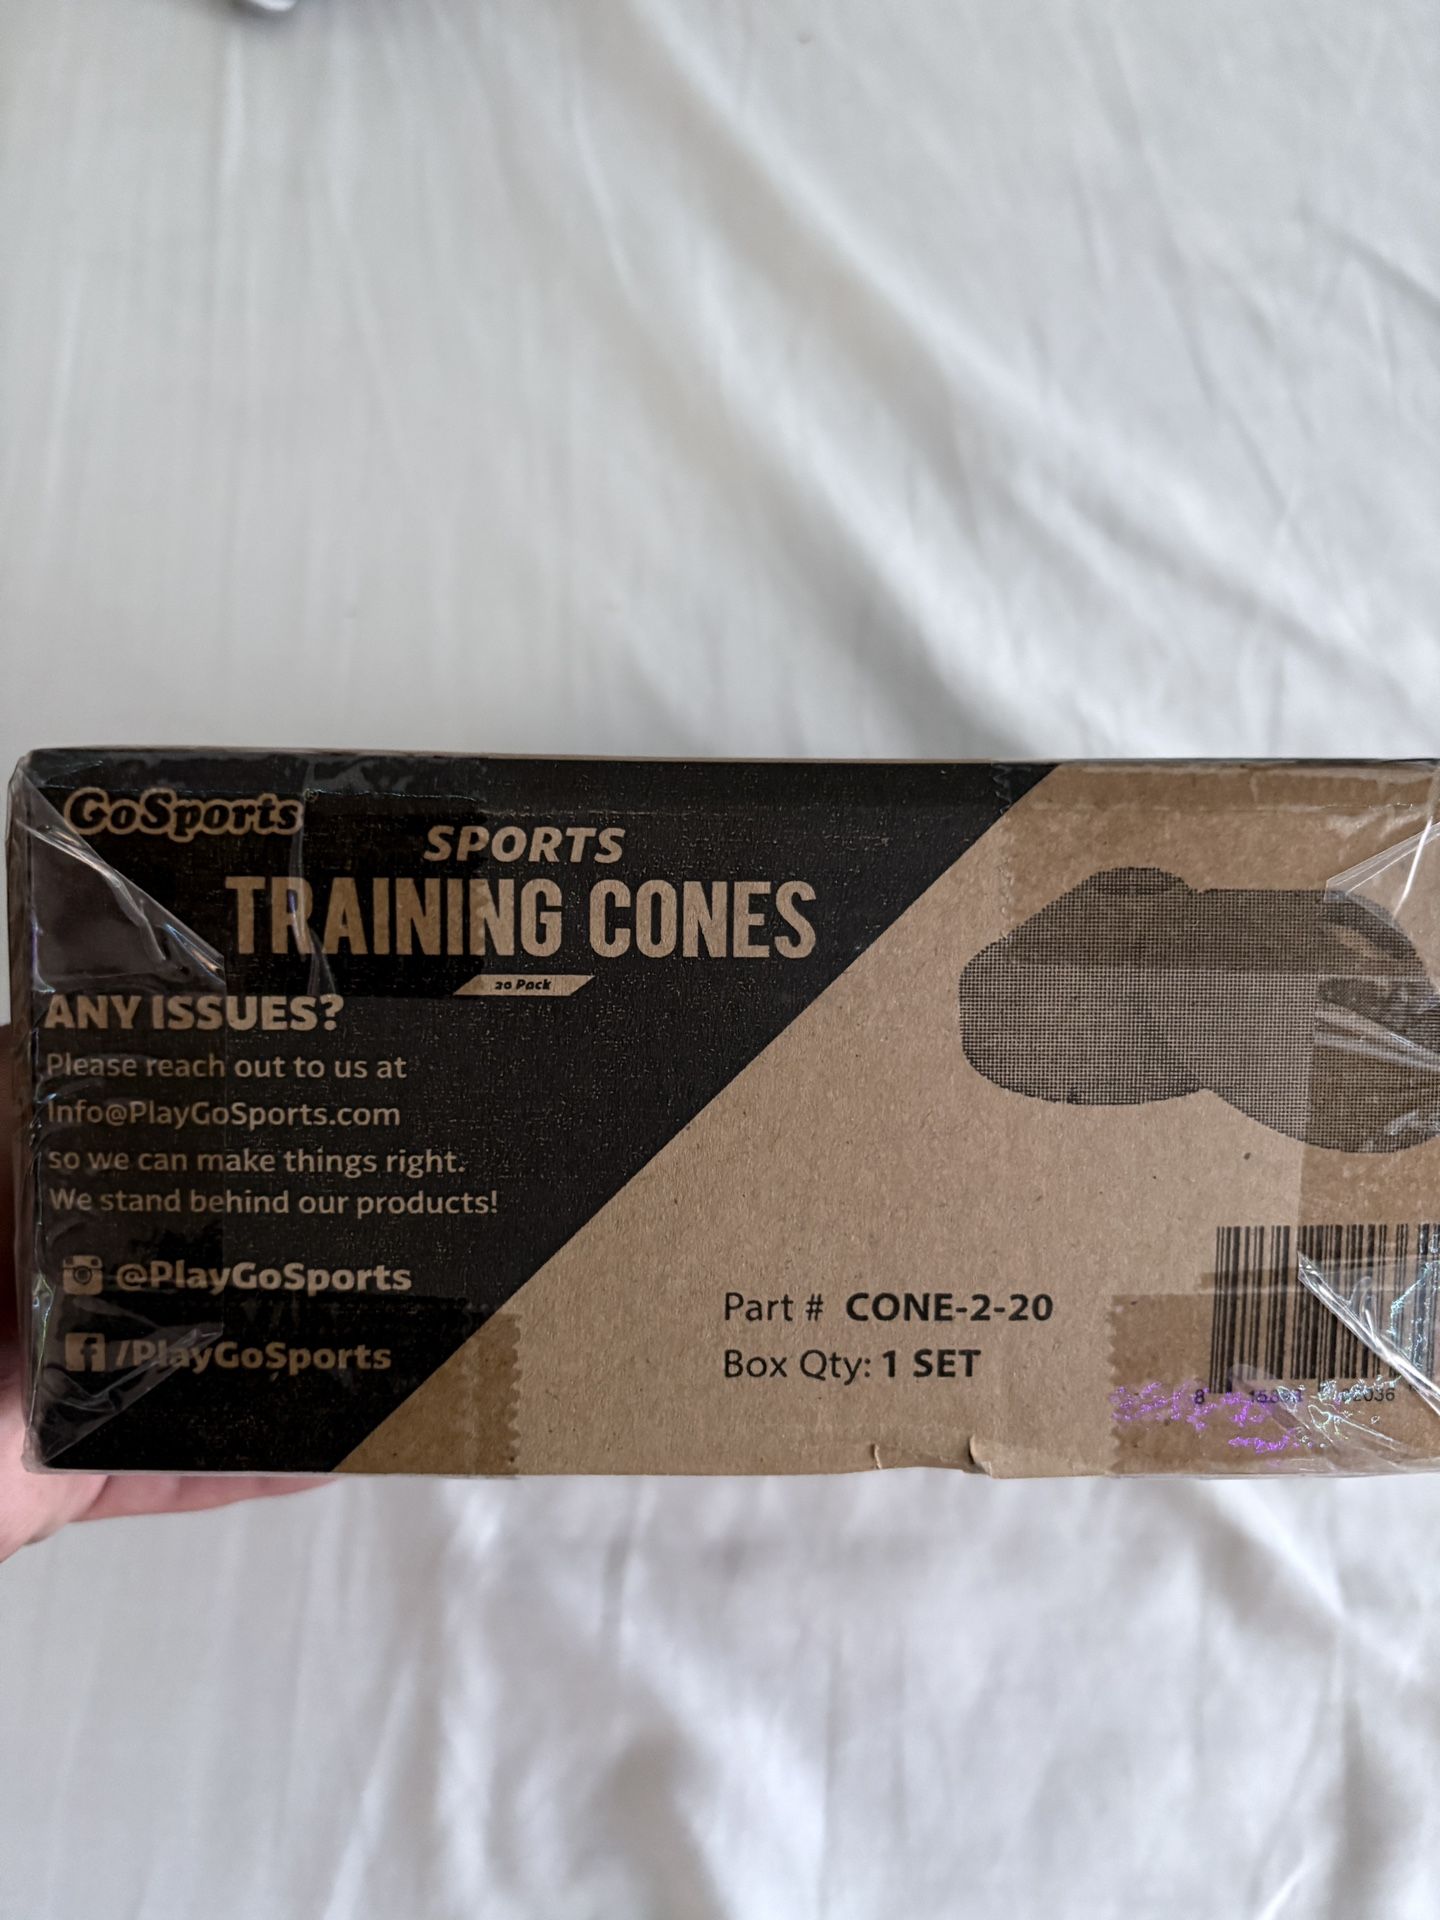 GoSports
SPORTS
TRAINING CONES
20 Pack
ANY ISSUES?
Please reach out to us at
Info@PlayGoSports.com
so we can make things right.
We stand behind our products!
@PlayGoSports
/PlayGoSports
Part # CONE-2-20
Box Qty: 1 SET
8